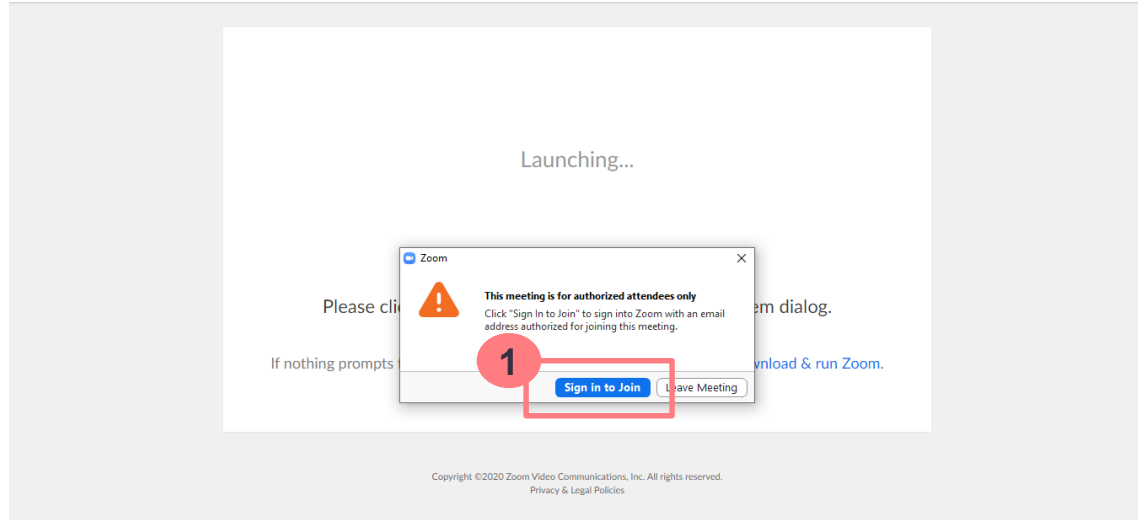 Launching...
Zoom
This meeting is for authorized attendees only
Click "Sign In to Join" to sign into Zoom with an email
address authorized for joining this meeting.
Please em dialog.
If nothing prompts & run Zoom.
1
Sign in to Join
Leave Meeting
Copyright ©2020 Zoom Video Communications, Inc. All rights reserved.
Privacy & Legal Policies